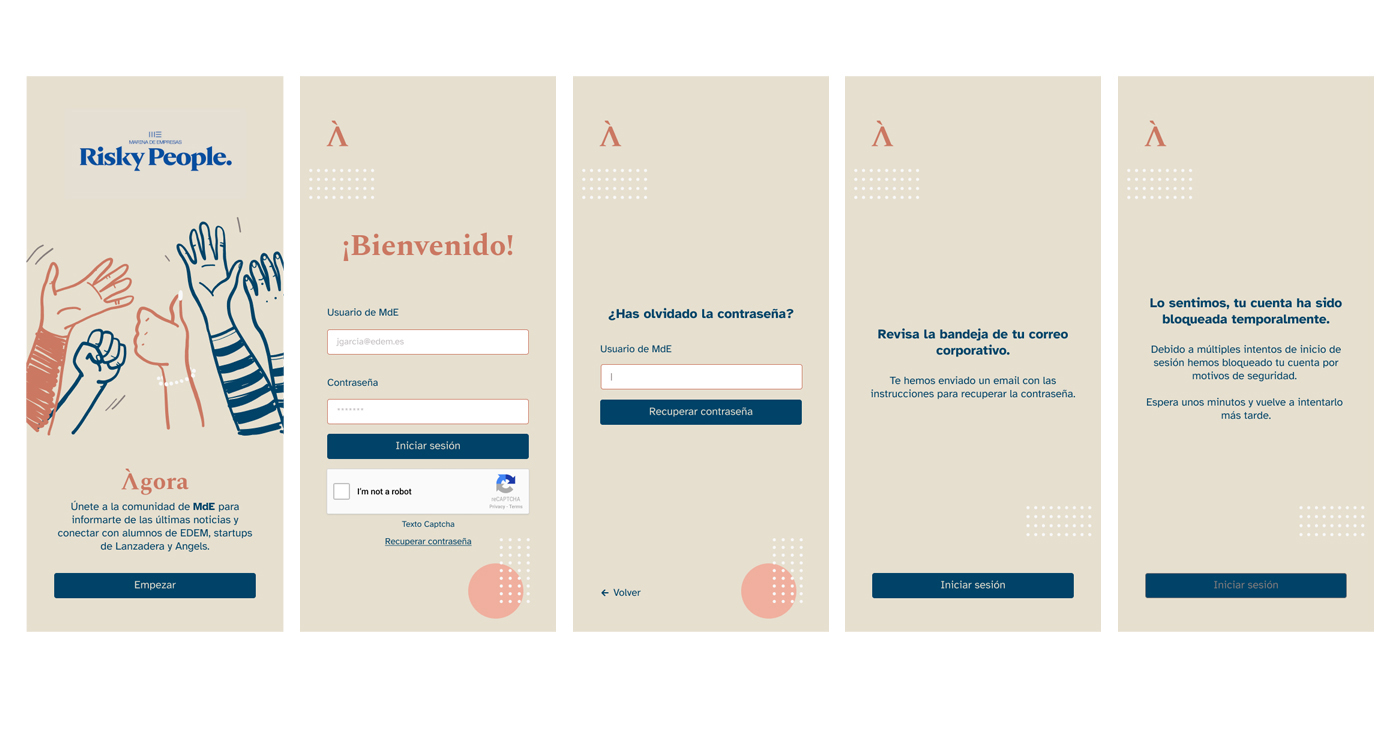 MARINA DE EMPRESAS
Risky People.
Àgora
Únete a la comunidad de MdE para
informarte de las últimas noticias y
conectar con alumnos de EDEM, startups
de Lanzadera y Angels.
Empezar
À
¡Bienvenido!
Usuario de MdE
jgarcia@edem.es
Contraseña
*******
Iniciar sesión
I'm not a robot
reCAPTCHA
Privacy - Terms
Texto Captcha
Recuperar contraseña
À
¿Has olvidado la contraseña?
Usuario de MdE
Recuperar contraseña
← Volver
À
Revisa la bandeja de tu correo
corporativo.
Te hemos enviado un email con las
instrucciones para recuperar la contraseña.
Iniciar sesión
À
Lo sentimos, tu cuenta ha sido
bloqueada temporalmente.
Debido a múltiples intentos de inicio de
sesión hemos bloqueado tu cuenta por
motivos de seguridad.
Espera unos minutos y vuelve a intentarlo
más tarde.
Iniciar sesión